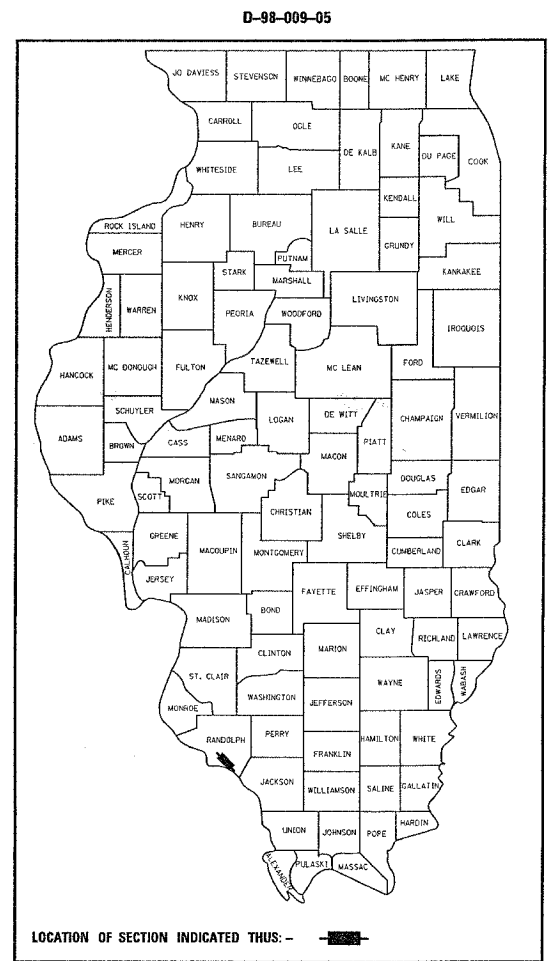 D-98-009-05
JO DAVIESS STEVENSON WINNEBAGO BOONE MC HENRY LAKE
CARROLL OGLE
DE KALB KANE DU PAGE COOK
WHITESIDE LEE
KENDALL
ROCK ISLAND HENRY BUREAU LA SALLE WILL
MERCER PUTNAM GRUNDY
STARK MARSHALL KANKAKEE
HENDERSON WARREN KNOX PEORIA WOODFORD LIVINGSTON
IROQUOIS
HANCOCK MC DONOUGH FULTON TAZEWELL MC LEAN FORD
MASON
SCHUYLER LOGAN DE WITT CHAMPAIGN VERMILION
ADAMS BROWN CASS MENARD PIATT
MACON
SCOTT MORGAN SANGAMON DOUGLAS EDGAR
PIKE CHRISTIAN MOULTRIE COLES
GREENE MACOUPIN MONTGOMERY SHELBY CUMBERLAND CLARK
CALHOUN JERSEY
FAYETTE EFFINGHAM JASPER CRAWFORD
MADISON BOND
CLAY RICHLAND LAWRENCE
CLINTON MARION
ST. CLAIR WAYNE EDWARDS WABASH
WASHINGTON
MONROE JEFFERSON
RANDOLPH PERRY HAMILTON WHITE
FRANKLIN
JACKSON WILLIAMSON SALINE GALLATIN
UNION JOHNSON POPE HARDIN
ALEXANDER PULASKI MASSAC
LOCATION OF SECTION INDICATED THUS: -